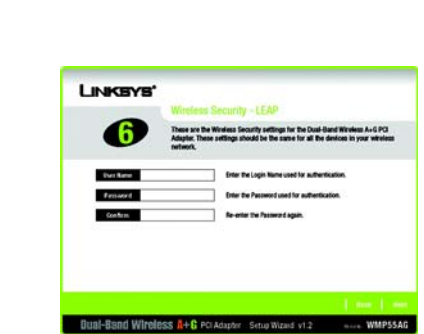 LINKSYS®
Wireless Security - LEAP
6
These are the Wireless Security settings for the Dual-Band Wireless A+G PCI
Adapter. These settings should be the same for all the devices in your wireless
network.
User Name
Enter the Login Name used for authentication.
Password
Enter the Password used for authentication.
Confirm
Re-enter the Password again.
Back
Next
Dual-Band Wireless A+G PCI Adapter Setup Wizard v1.2
WMP55AG